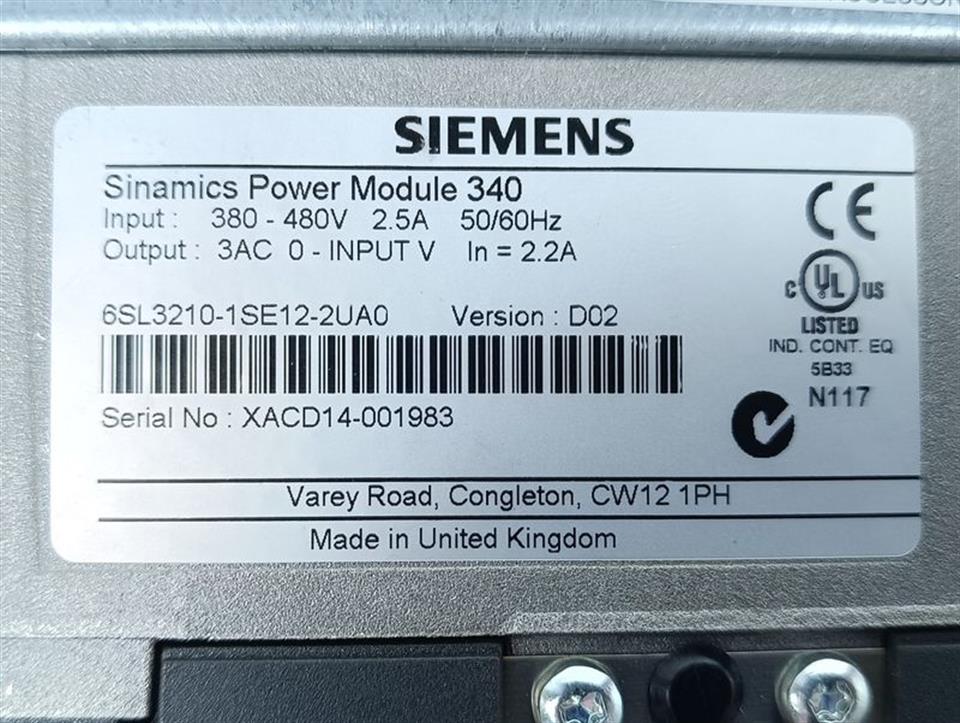 SIEMENS
Sinamics Power Module 340
Input : 380 - 480V 2.5A 50/60Hz
Output : 3AC 0 - INPUT V In = 2.2A
CE
6SL3210-1SE12-2UA0 Version : D02
C UL US
LISTED
IND. CONT. EQ
5B33
N117
Serial No : XACD14-001983
Varey Road, Congleton, CW12 1PH
Made in United Kingdom